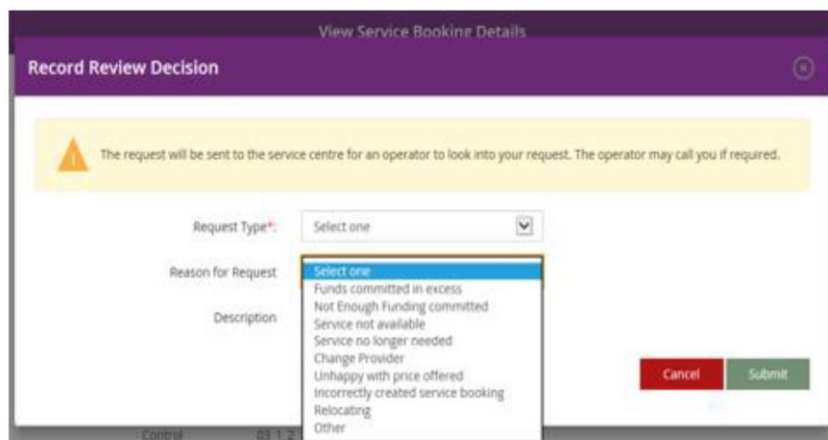 View Service Booking Details
Record Review Decision
The request will be sent to the service centre for an operator to look into your request. The operator may call you if required.
Request Type*: Select one
Reason for Request Select one
Funds committed in excess
Not Enough Funding committed
Description
Service not available
Service no longer needed
Change Provider
Unhappy with price offered
Cancel Submit
Incorrectly created service booking
Relocating
Other
Control 03_1_2